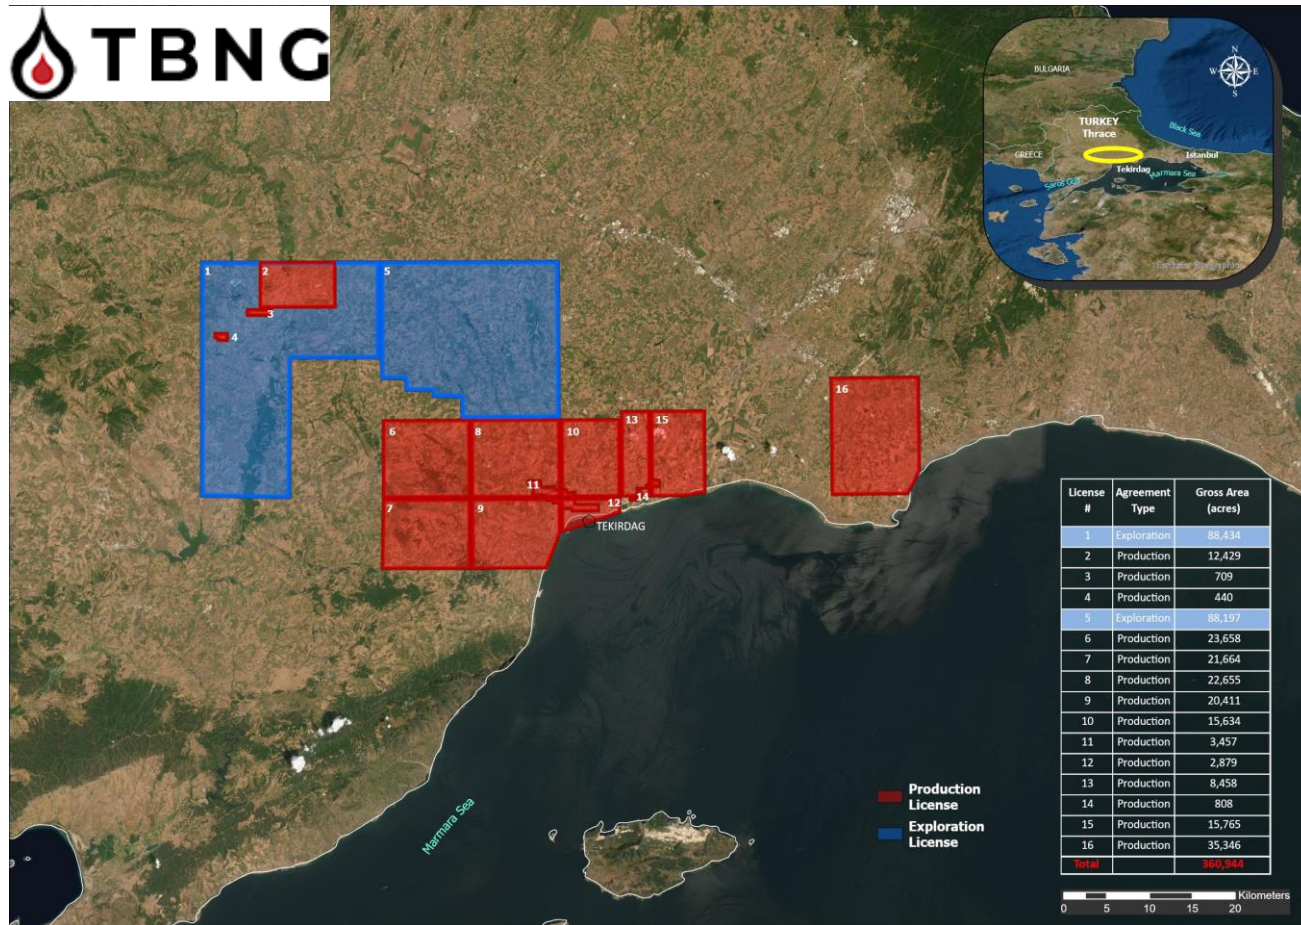 TBNG
BULGARIA
TURKEY
Thrace
GREECE
Black Sea
Istanbul
Tekirdag
Marmara Sea
Saros Gulf
N
W E
S
1
2
3
4
5
6
7
8
9
10
11
12
13
14
15
16
TEKIRDAG
Marmara Sea
Production
License
Exploration
License
License # Agreement Type Gross Area (acres)
1 Exploration 88,434
2 Production 12,429
3 Production 709
4 Production 440
5 Exploration 88,197
6 Production 23,658
7 Production 21,664
8 Production 22,655
9 Production 20,411
10 Production 15,634
11 Production 3,457
12 Production 2,879
13 Production 8,458
14 Production 808
15 Production 15,765
16 Production 35,346
Total 360,944
Kilometers
0 5 10 15 20